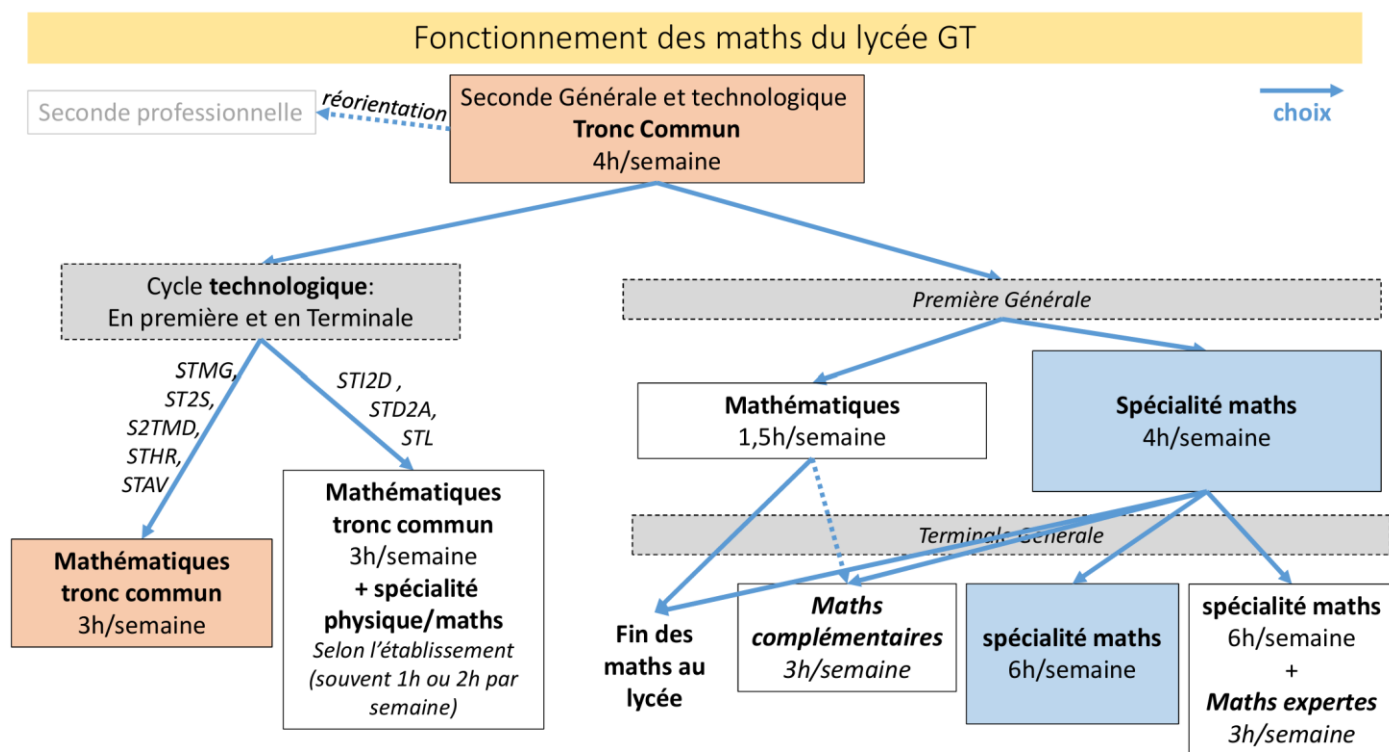 Fonctionnement des maths du lycée GT
Seconde professionnelle
réorientation
Seconde Générale et technologique
Tronc Commun
4h/semaine
choix
Cycle technologique:
En première et en Terminale
Première Générale
STMG,
ST2S,
S2TMD,
STHR,
STAV
STI2D ,
STD2A,
STL
Mathématiques
1,5h/semaine
Spécialité maths
4h/semaine
Mathématiques
tronc commun
3h/semaine
Mathématiques
tronc commun
3h/semaine
+ spécialité
physique/maths
Selon l’établissement
(souvent 1h ou 2h par
semaine)
Terminale Générale
Fin des
maths au
lycée
Maths
complémentaires
3h/semaine
spécialité maths
6h/semaine
spécialité maths
6h/semaine
+
Maths expertes
3h/semaine